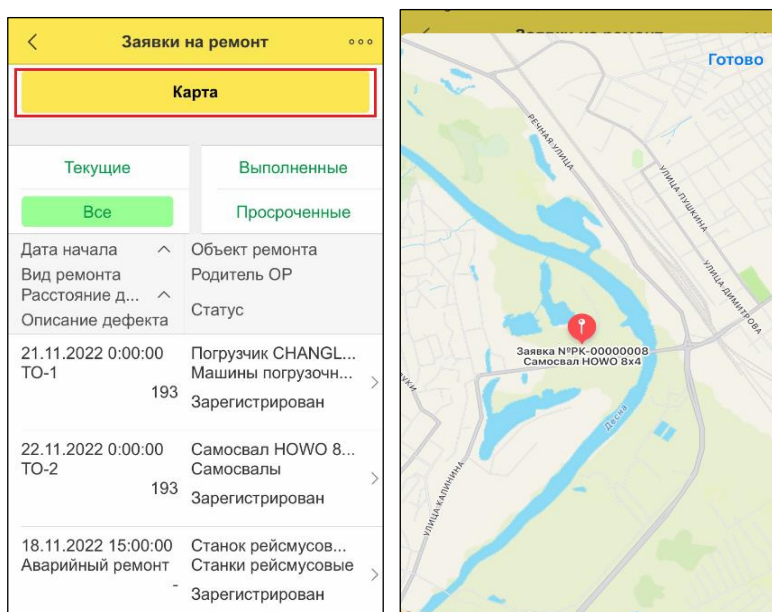 Заявки на ремонт
Карта
Текущие
Выполненные
Все
Просроченные
Дата начала
Объект ремонта
Вид ремонта
Родитель ОР
Расстояние д...
Статус
Описание дефекта
21.11.2022 0:00:00
Погрузчик CHANGL...
ТО-1
Машины погрузочн...
193
Зарегистрирован
22.11.2022 0:00:00
Самосвал HOWO 8...
ТО-2
Самосвалы
193
Зарегистрирован
18.11.2022 15:00:00
Станок рейсмусов...
Аварийный ремонт
Станки рейсмусовые
-
Зарегистрирован
Готово
РЕЧНАЯ УЛИЦА
УЛИЦА ПУШКИНА
УЛИЦА ДИМИТРОВА
Заявка №РК-00000008
Самосвал HOWO 8x4
Десна
УЛИЦА КАЛИНИНА